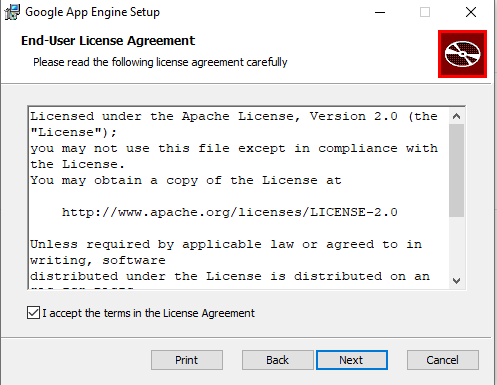 Google App Engine Setup
End-User License Agreement
Please read the following license agreement carefully
Licensed under the Apache License, Version 2.0 (the
"License");
you may not use this file except in compliance with
the License.
You may obtain a copy of the License at
http://www.apache.org/licenses/LICENSE-2.0
Unless required by applicable law or agreed to in
writing, software
distributed under the License is distributed on an
I accept the terms in the License Agreement
Print
Back
Next
Cancel